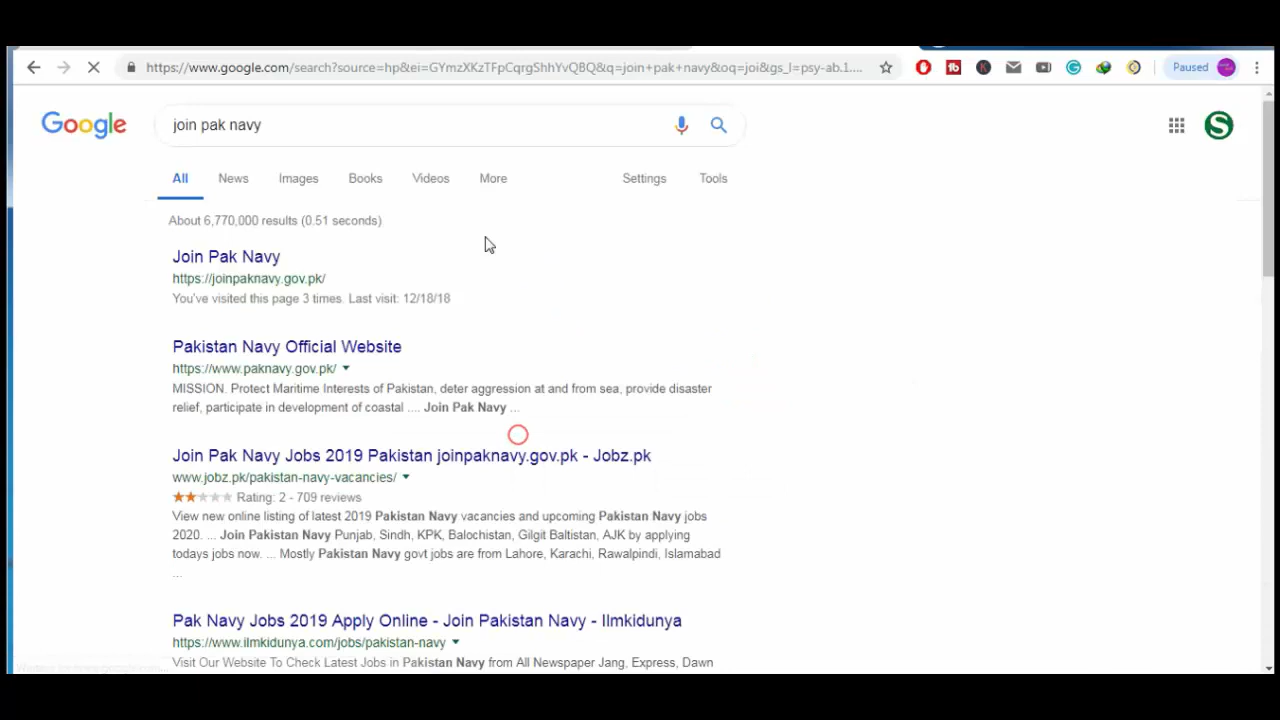 https://www.google.com/search?source=hp&ei=GYmzXKzTFpCqrgShhYvQBQ&q=join+pak+navy&oq=joi&gs_l=psy-ab.1....
Paused
Google
join pak navy
S
All News Images Books Videos More Settings Tools
About 6,770,000 results (0.51 seconds)
Join Pak Navy
https://joinpaknavy.gov.pk/
You've visited this page 3 times. Last visit: 12/18/18
Pakistan Navy Official Website
https://www.paknavy.gov.pk/
MISSION. Protect Maritime Interests of Pakistan, deter aggression at and from sea, provide disaster
relief, participate in development of coastal .... Join Pak Navy ...
Join Pak Navy Jobs 2019 Pakistan joinpaknavy.gov.pk - Jobz.pk
www.jobz.pk/pakistan-navy-vacancies/
Rating: 2 - 709 reviews
View new online listing of latest 2019 Pakistan Navy vacancies and upcoming Pakistan Navy jobs
2020. ... Join Pakistan Navy Punjab, Sindh, KPK, Balochistan, Gilgit Baltistan, AJK by applying
todays jobs now. ... Mostly Pakistan Navy govt jobs are from Lahore, Karachi, Rawalpindi, Islamabad
...
Pak Navy Jobs 2019 Apply Online - Join Pakistan Navy - Ilmkidunya
https://www.ilmkidunya.com/jobs/pakistan-navy
Visit Our Website To Check Latest Jobs in Pakistan Navy from All Newspaper Jang, Express, Dawn